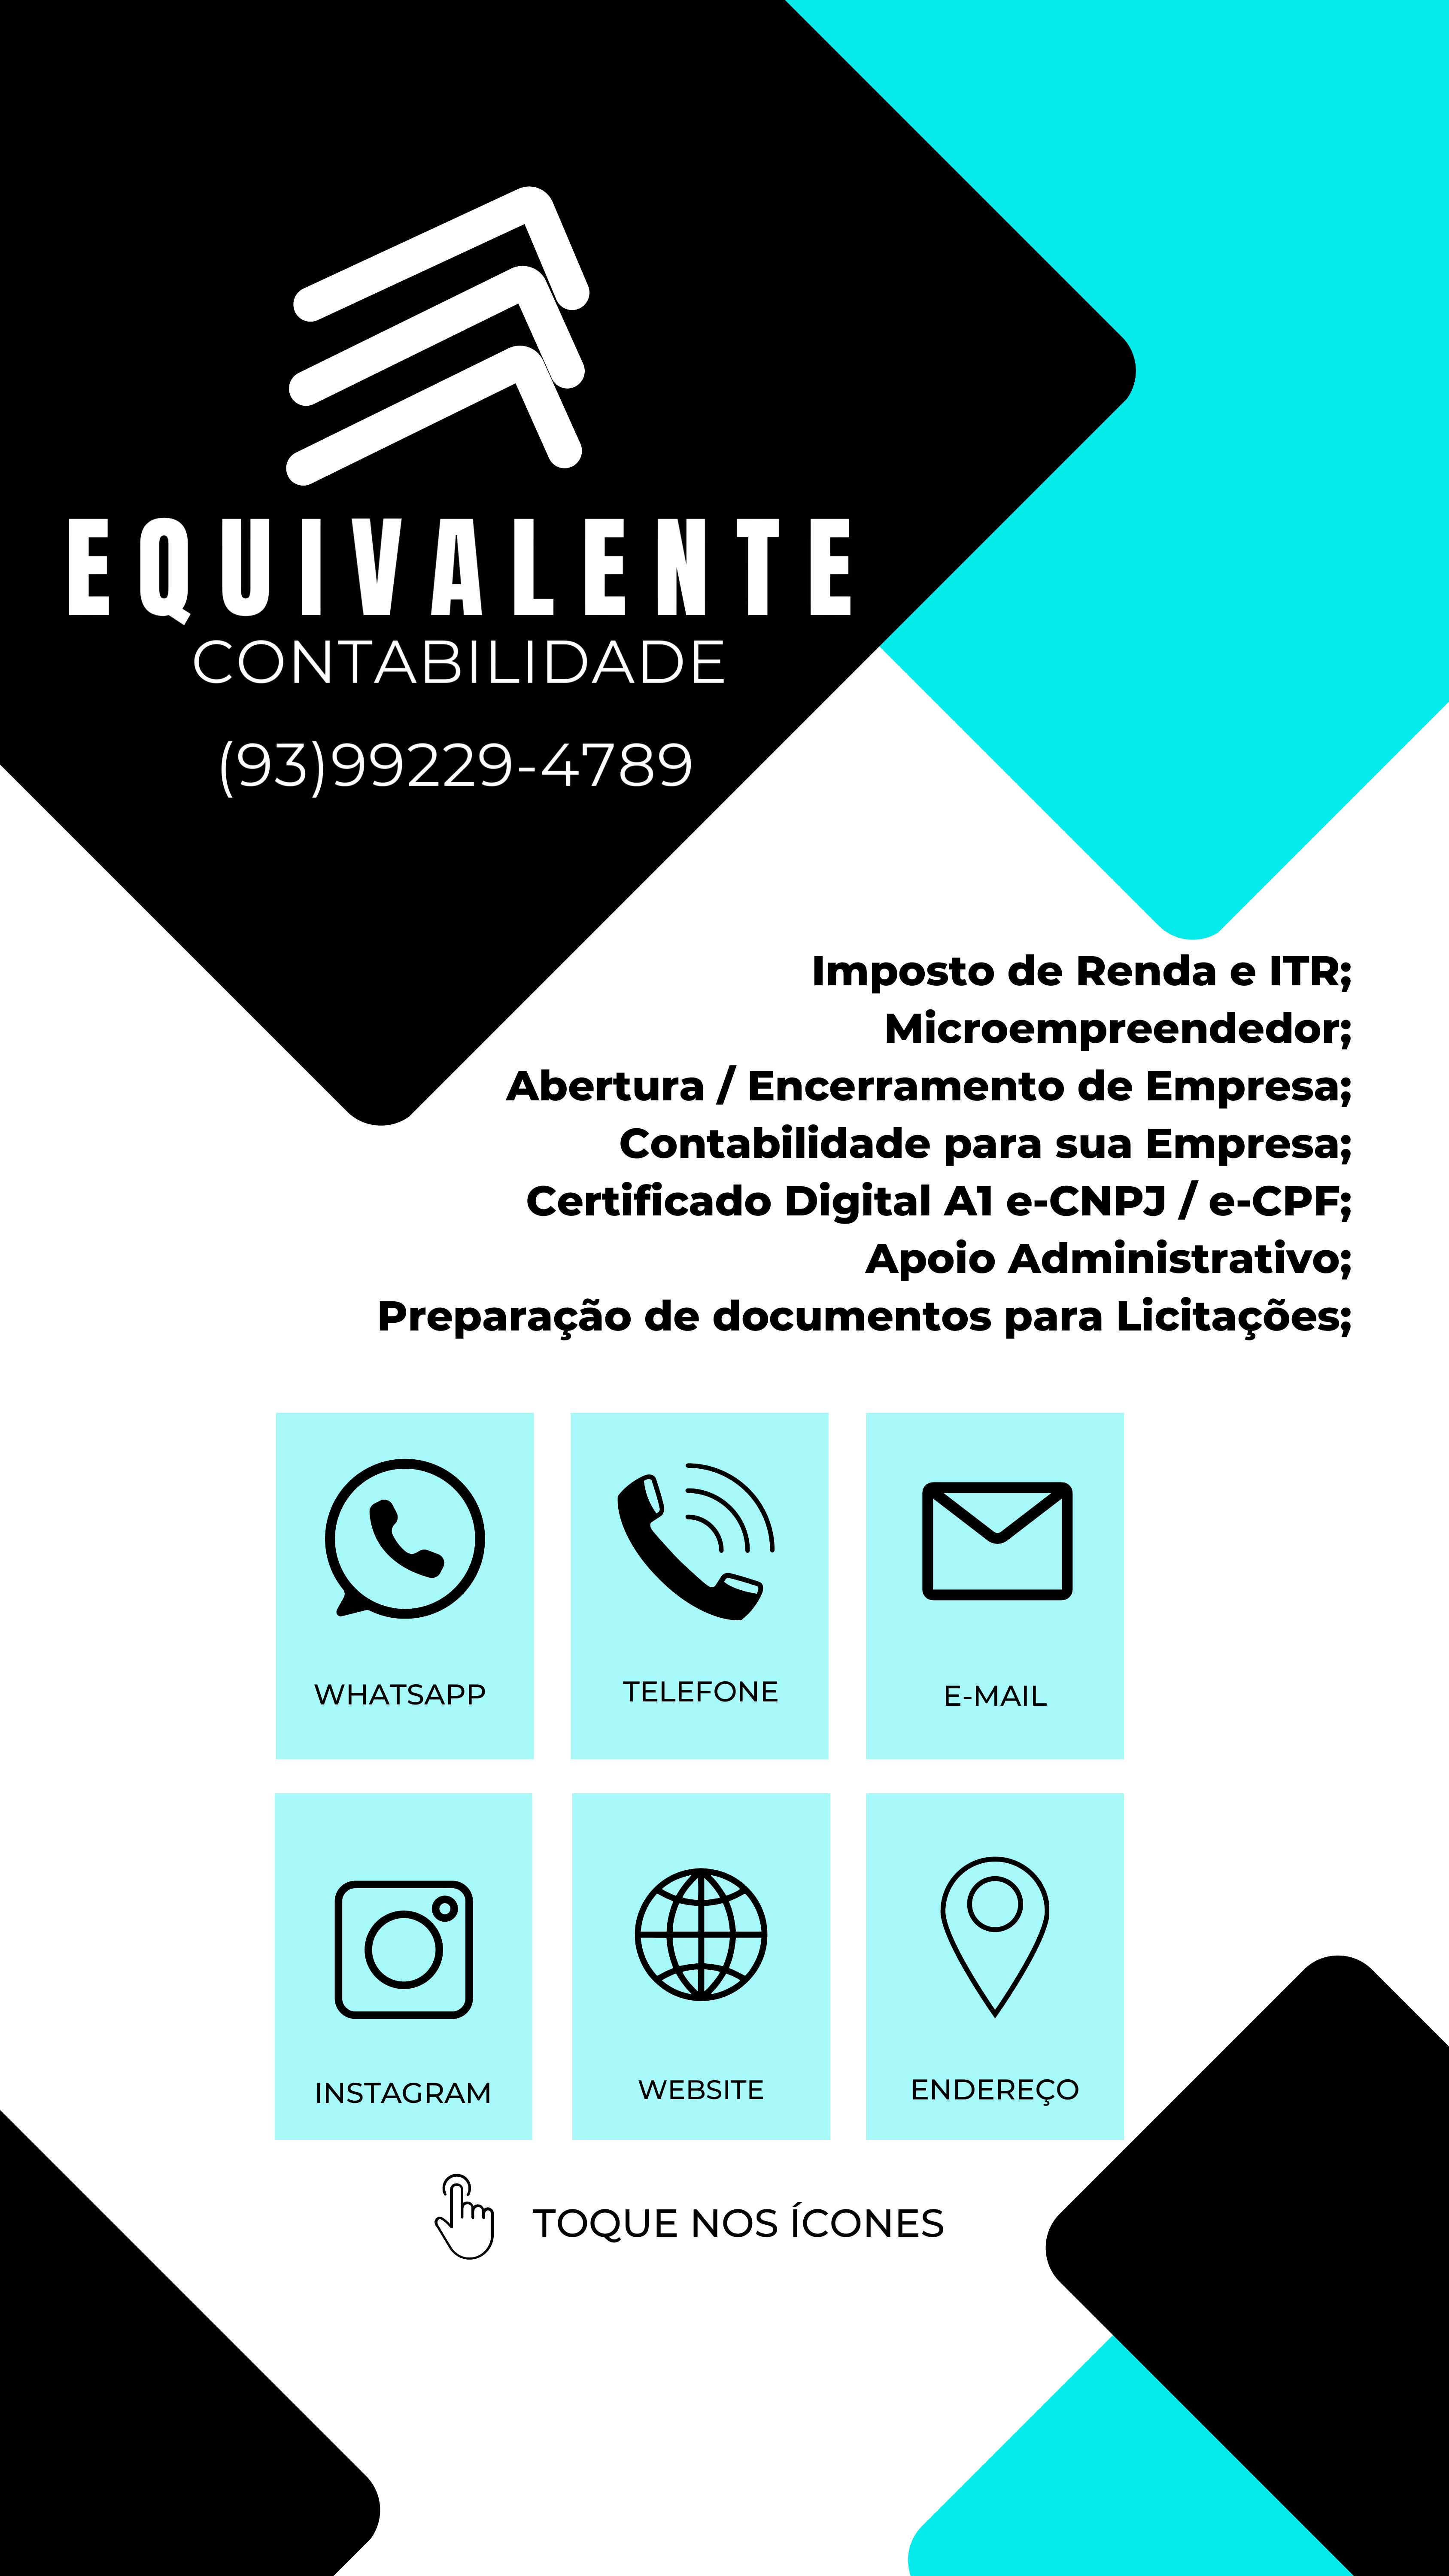 EQUIVALENTE
CONTABILIDADE
(93)99229-4789
Imposto de Renda e ITR;
Microempreendedor;
Abertura / Encerramento de Empresa;
Contabilidade para sua Empresa;
Certificado Digital A1 e-CNPJ / e-CPF;
Apoio Administrativo;
Preparação de documentos para Licitações;
WHATSAPP
TELEFONE
E-MAIL
INSTAGRAM
WEBSITE
ENDEREÇO
TOQUE NOS ÍCONES